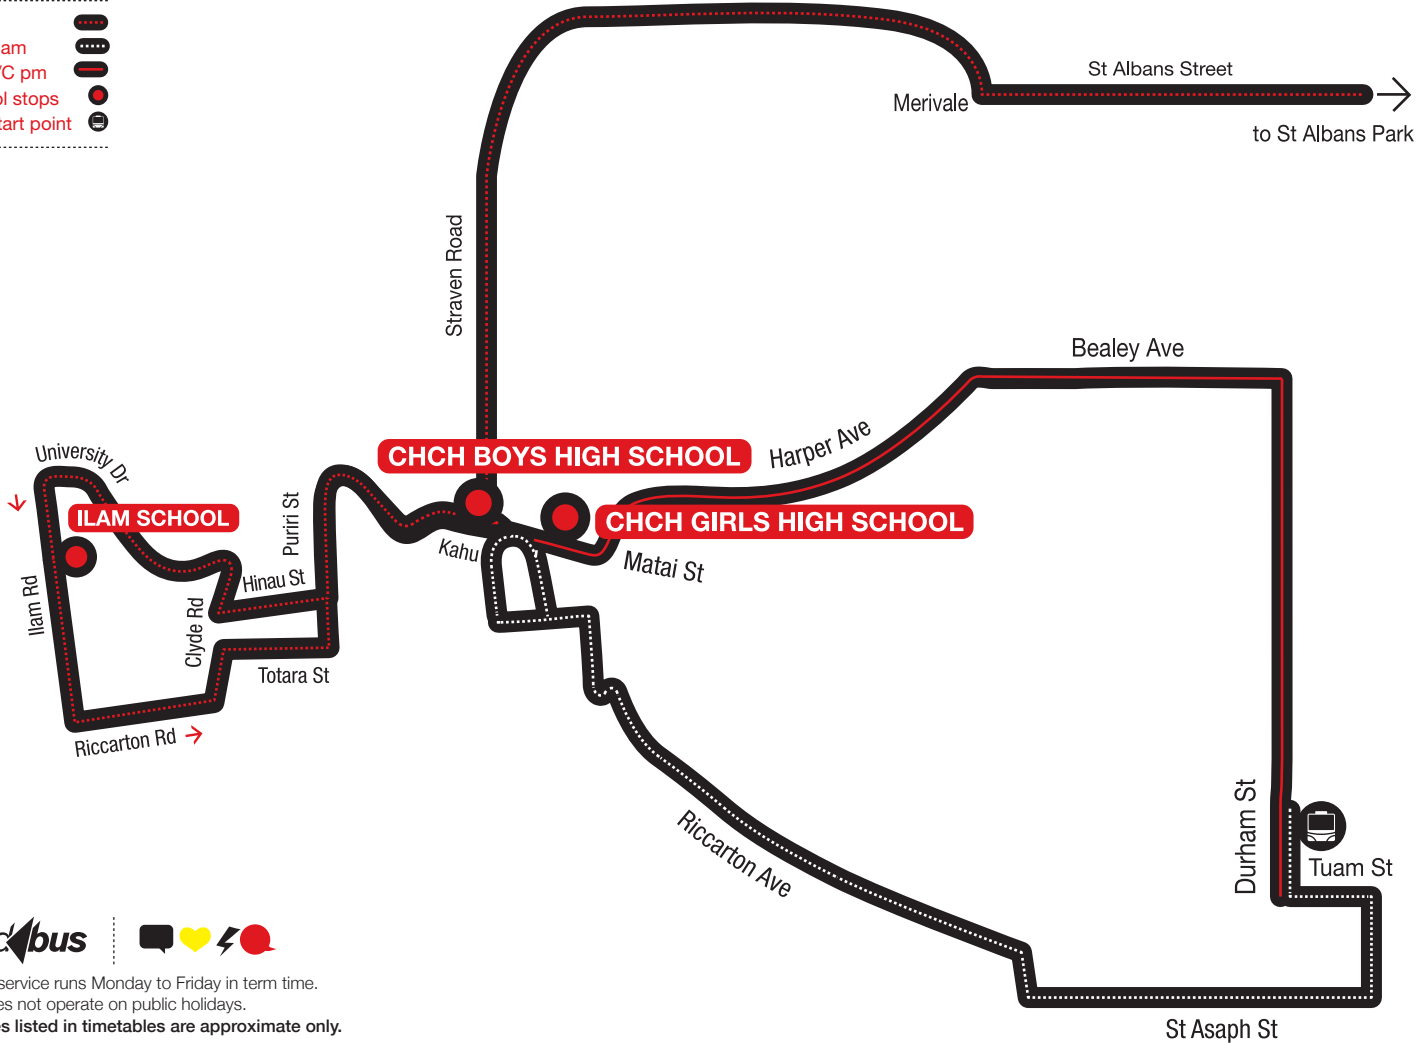 am
C pm
stops
start point
St Albans Street
Merivale
to St Albans Park
Straven Road
Bealey Ave
University Dr
CHCH BOYS HIGH SCHOOL
Harper Ave
Puriri St
ILAM SCHOOL
CHCH GIRLS HIGH SCHOOL
Kahu
Matai St
Hinau St
Ilam Rd
Clyde Rd
Totara St
Riccarton Rd
Riccarton Ave
Durham St
Tuam St
bus
service runs Monday to Friday in term time.
es not operate on public holidays.
s listed in timetables are approximate only.
St Asaph St